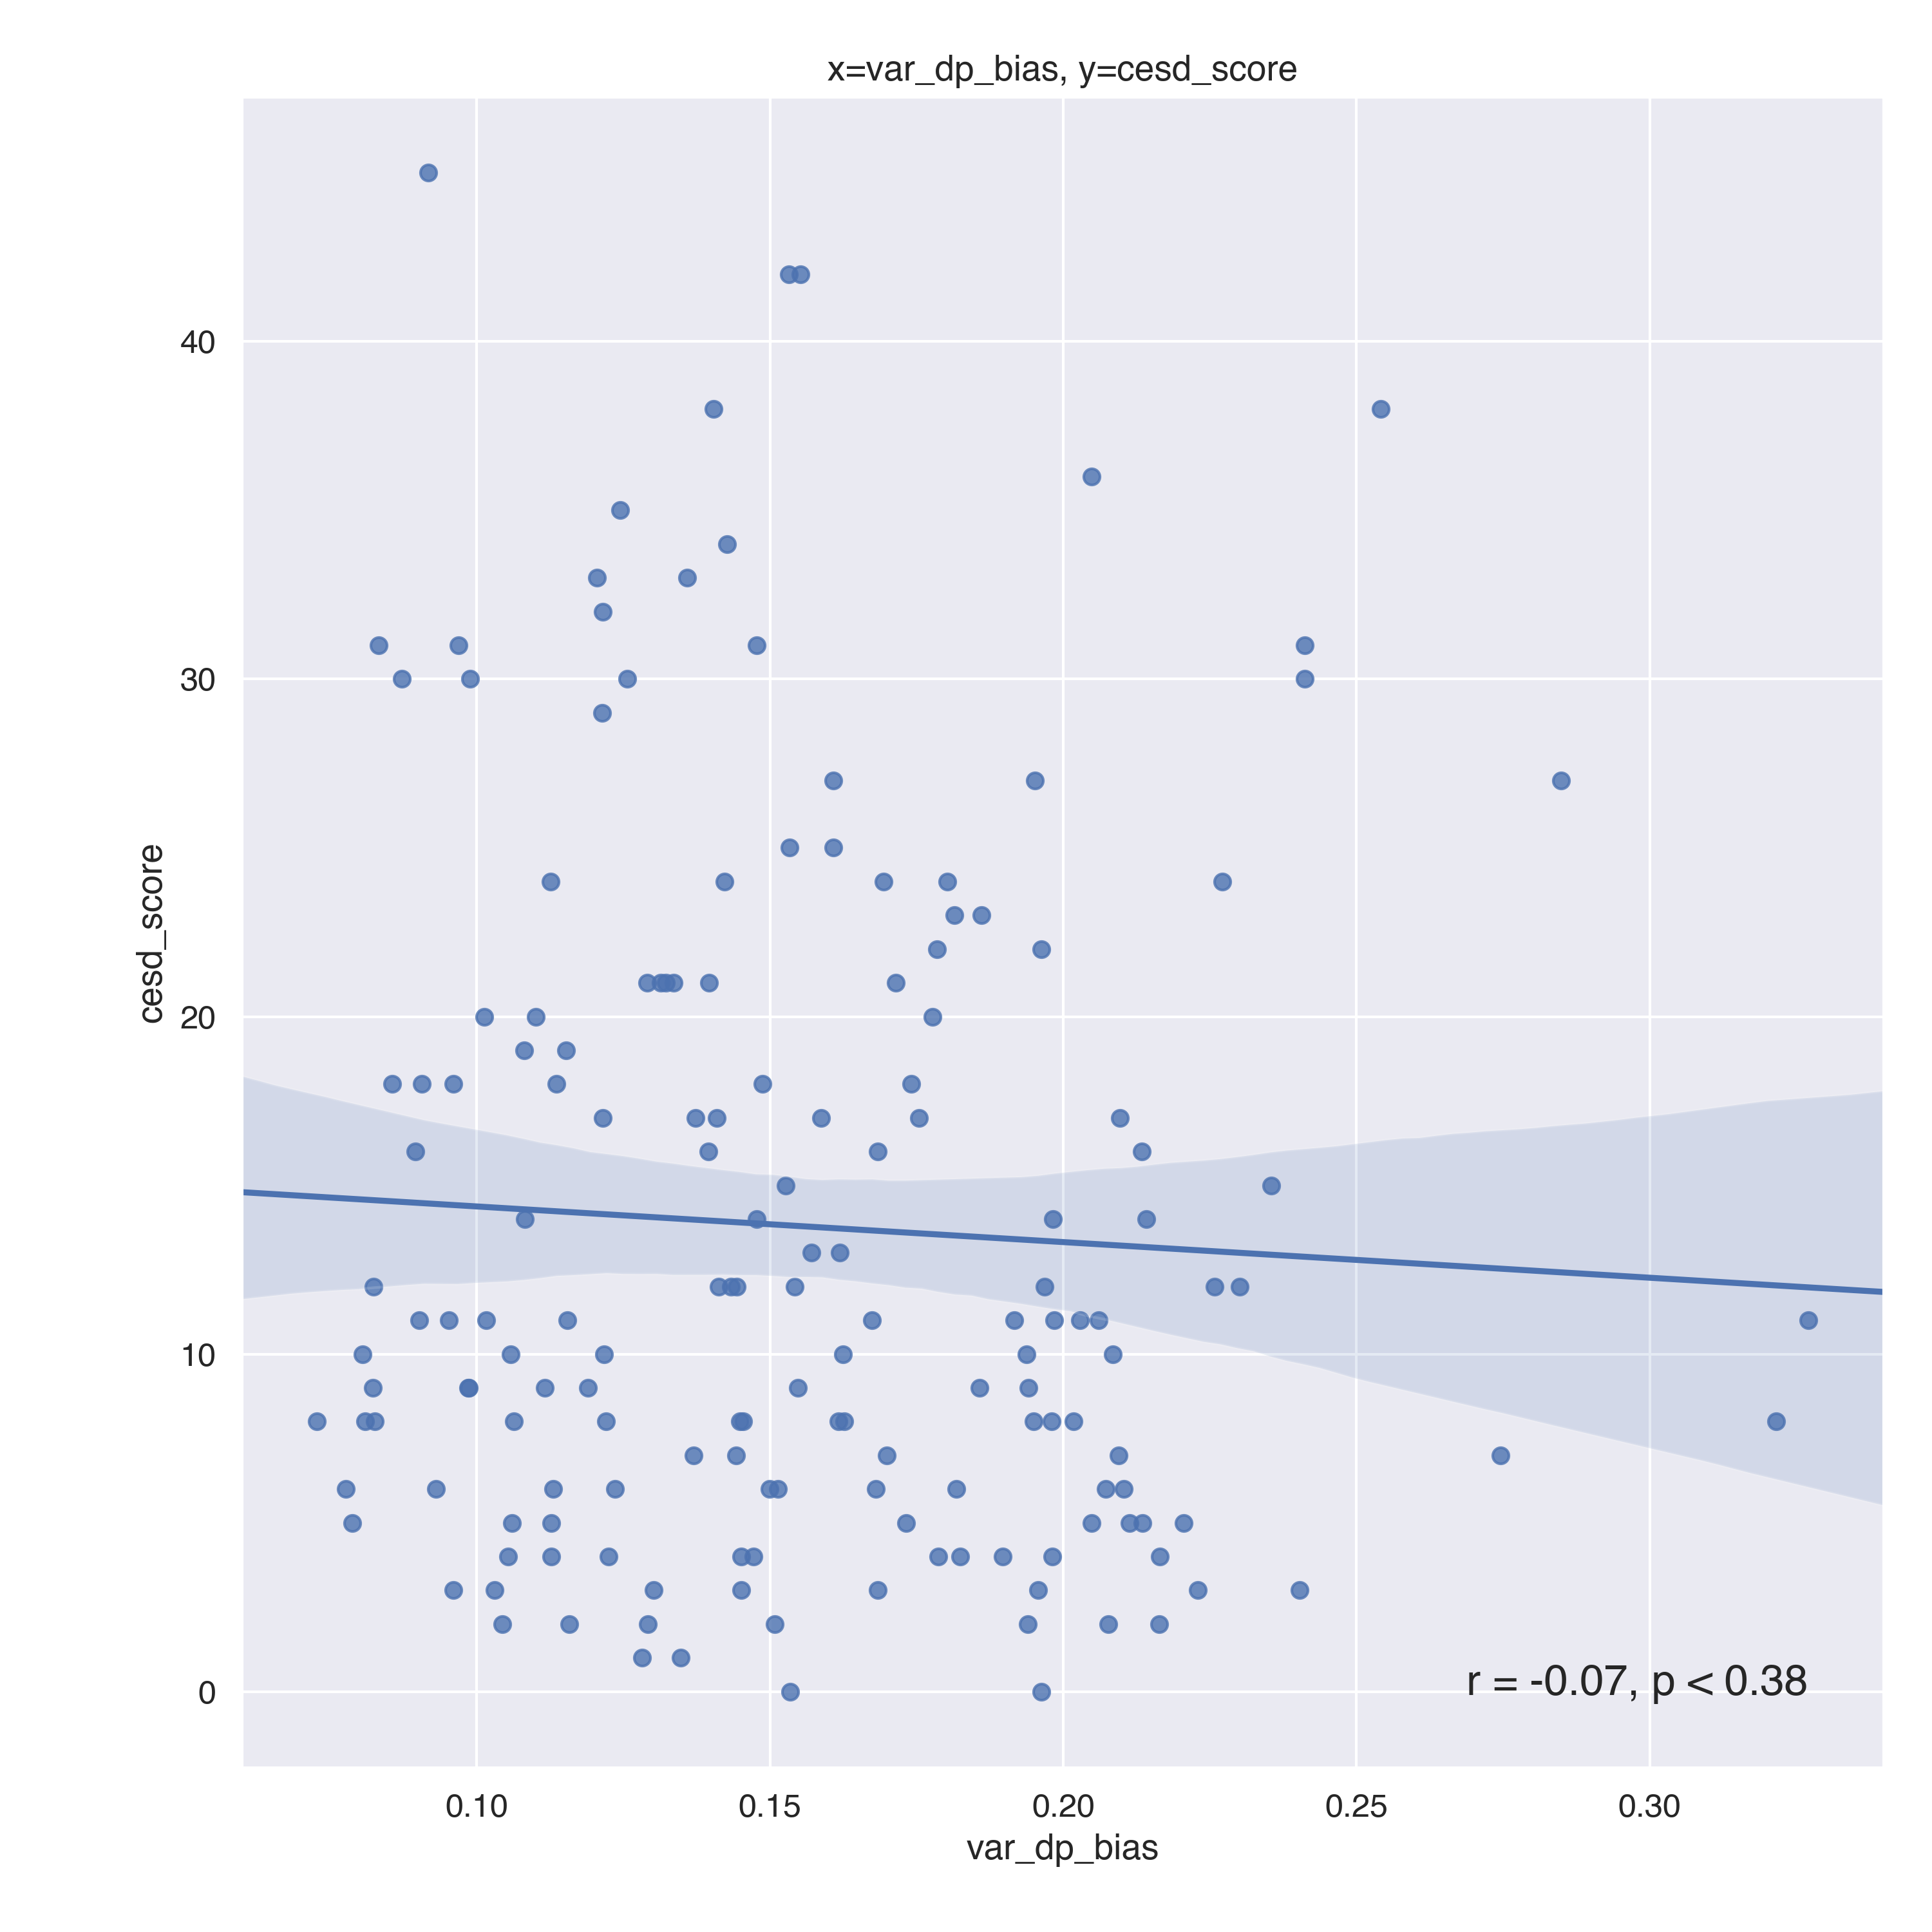 x=var_dp_bias, y=cesd_score
cesd_score
40
30
20
10
0
r = -0.07, p < 0.38
0.10 0.15 0.20 0.25 0.30
var_dp_bias